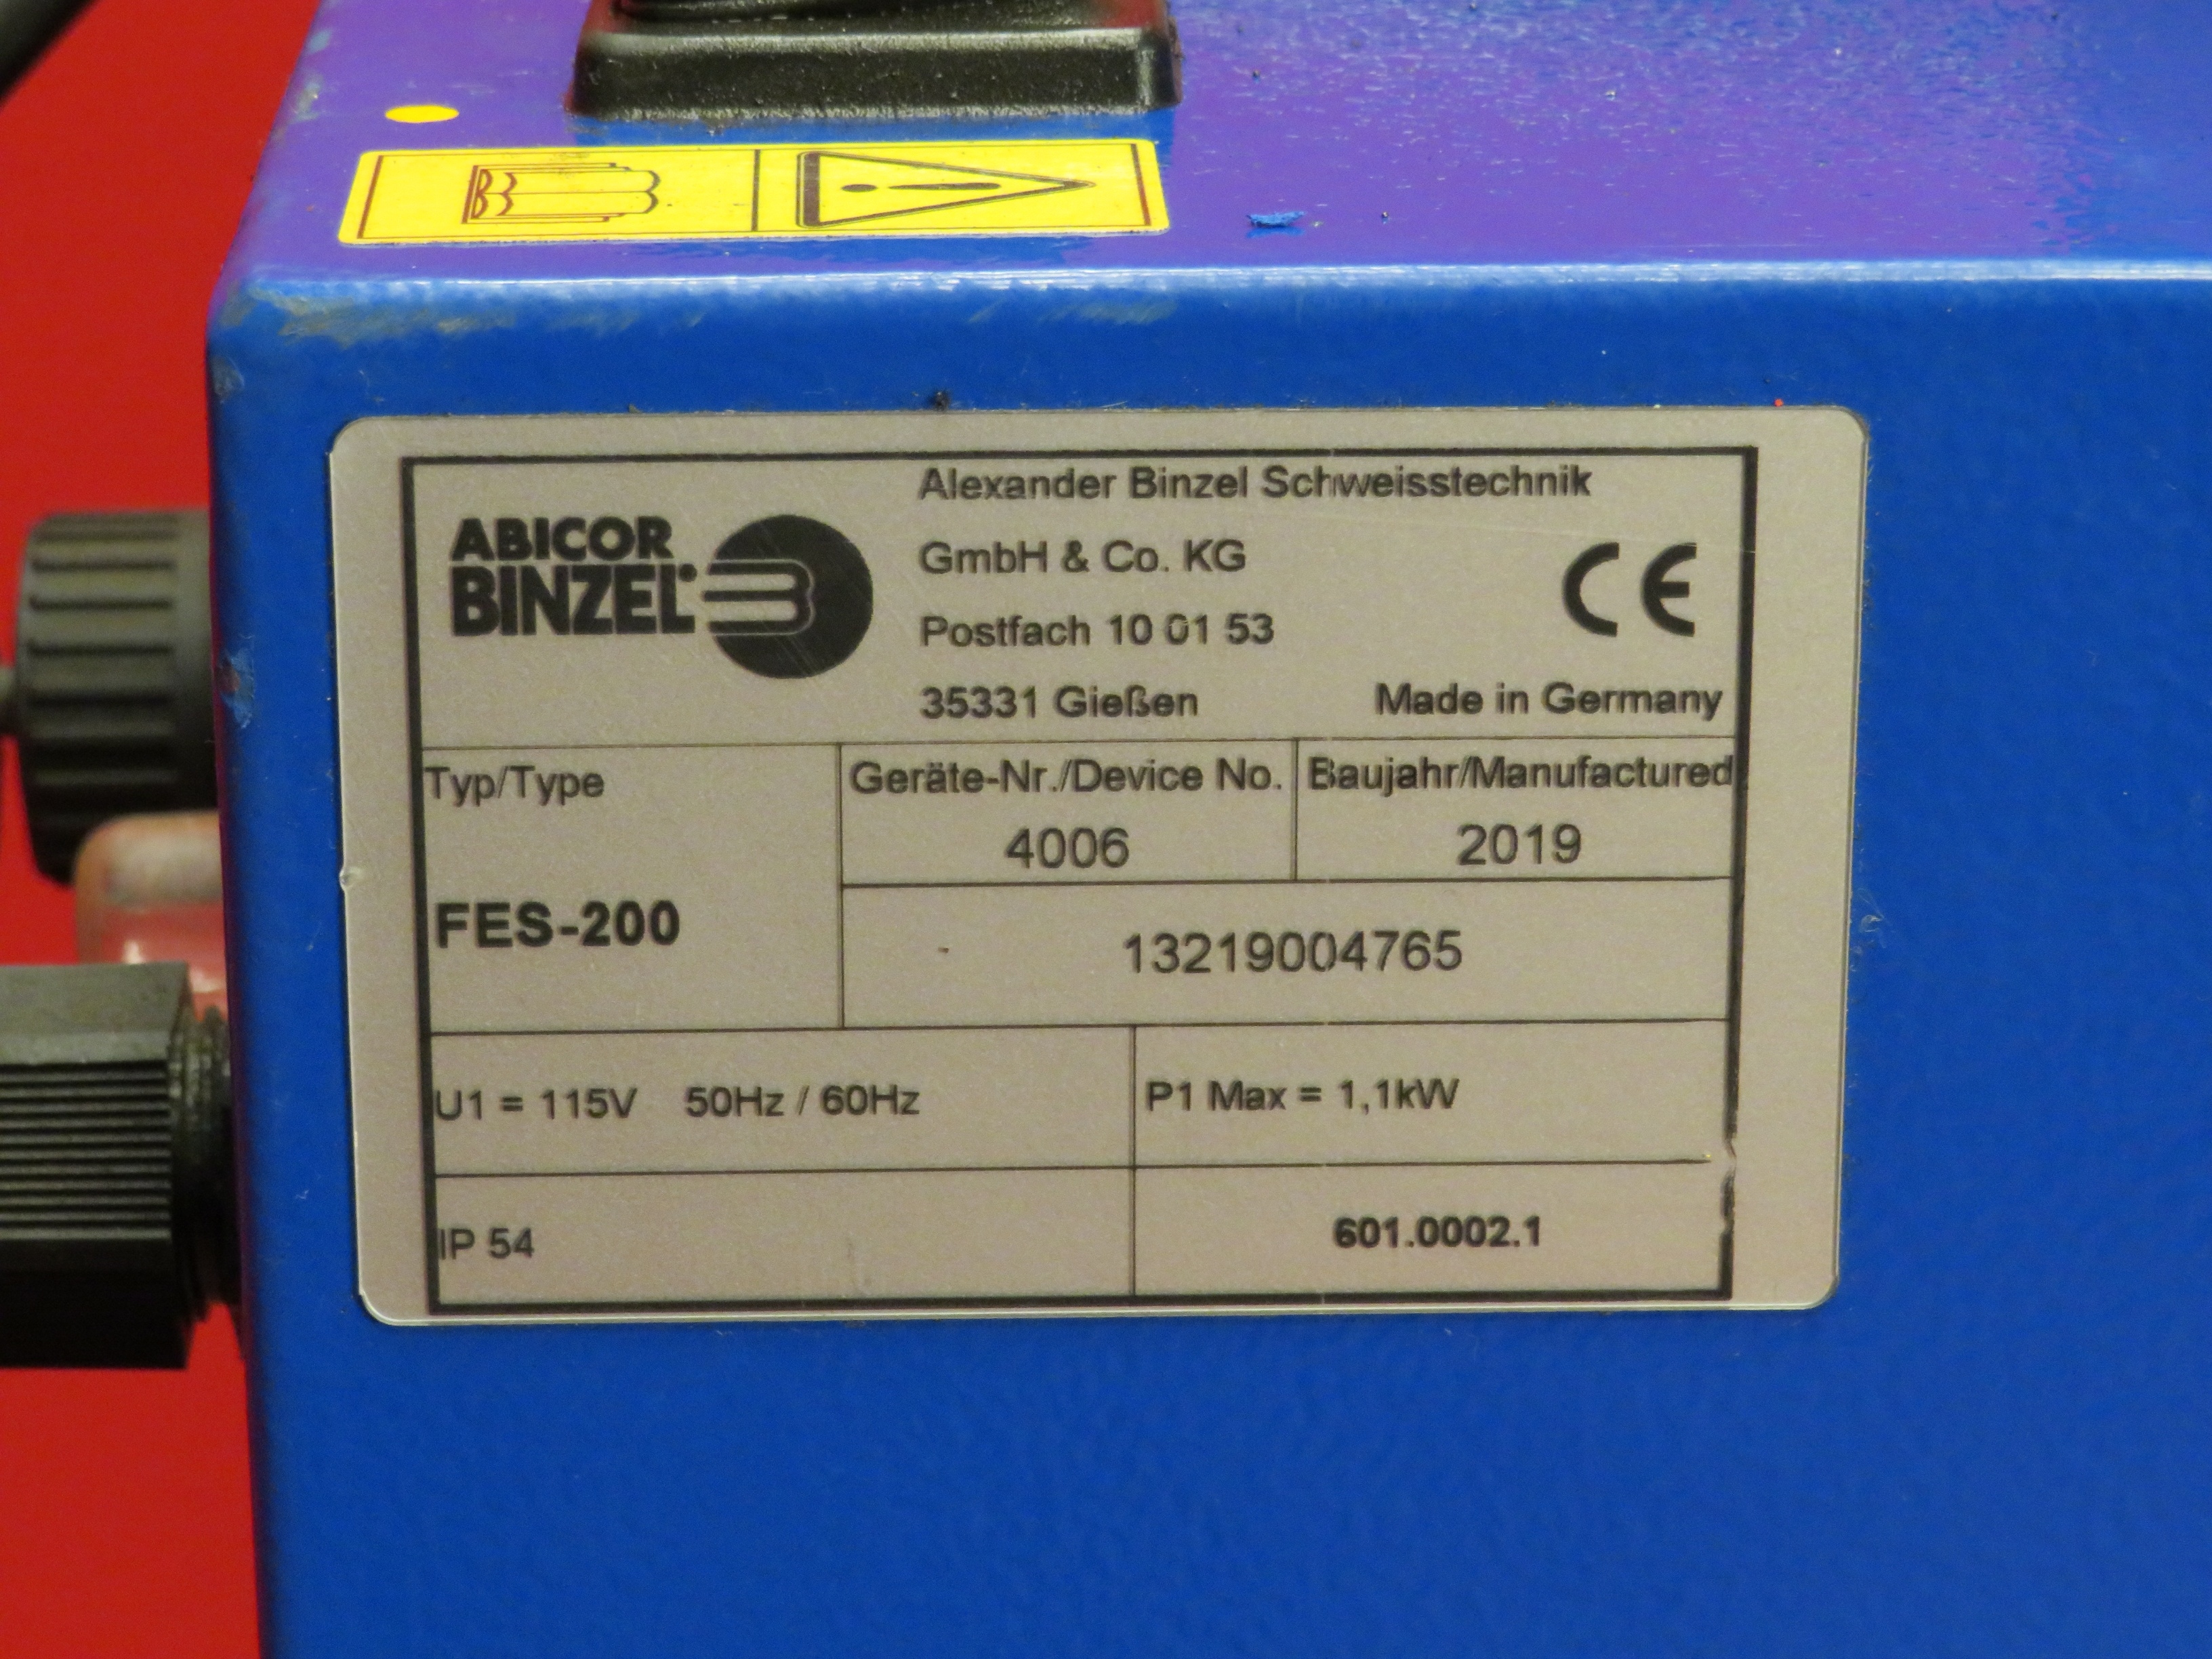 Alexander Binzel Schweisstechnik
ABICOR
BINZEL
GmbH & Co. KG
CE
Postfach 10 01 53
35331 Gießen
Made in Germany
Typ/Type
Geräte-Nr./Device No.
Baujahr/Manufactured
4006
2019
FES-200
13219004765
U1 = 115V 50Hz / 60Hz
P1 Max = 1,1kW
IP 54
601.0002.1